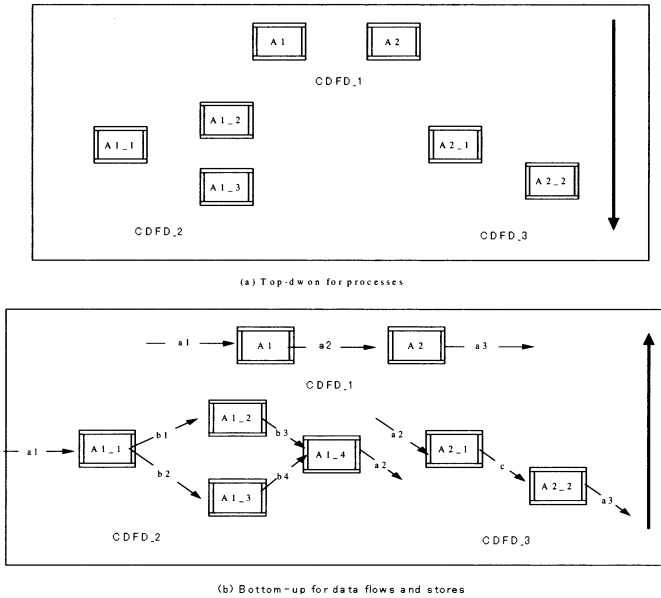 A1 A2
CDFD_1
A1_2
A1_1 A2_1
A1_3 A2_2
CDFD_2 CDFD_3
(a) Top-dwon for processes
a1 A1 a2 A2 a3
CDFD_1
A1_2
b1 b3 a2
a1 A1_1 A1_4 A2_1
b2 b4 a2 c
A1_3 A2_2 a3
CDFD_2 CDFD_3
(b) Bottom-up for data flows and stores